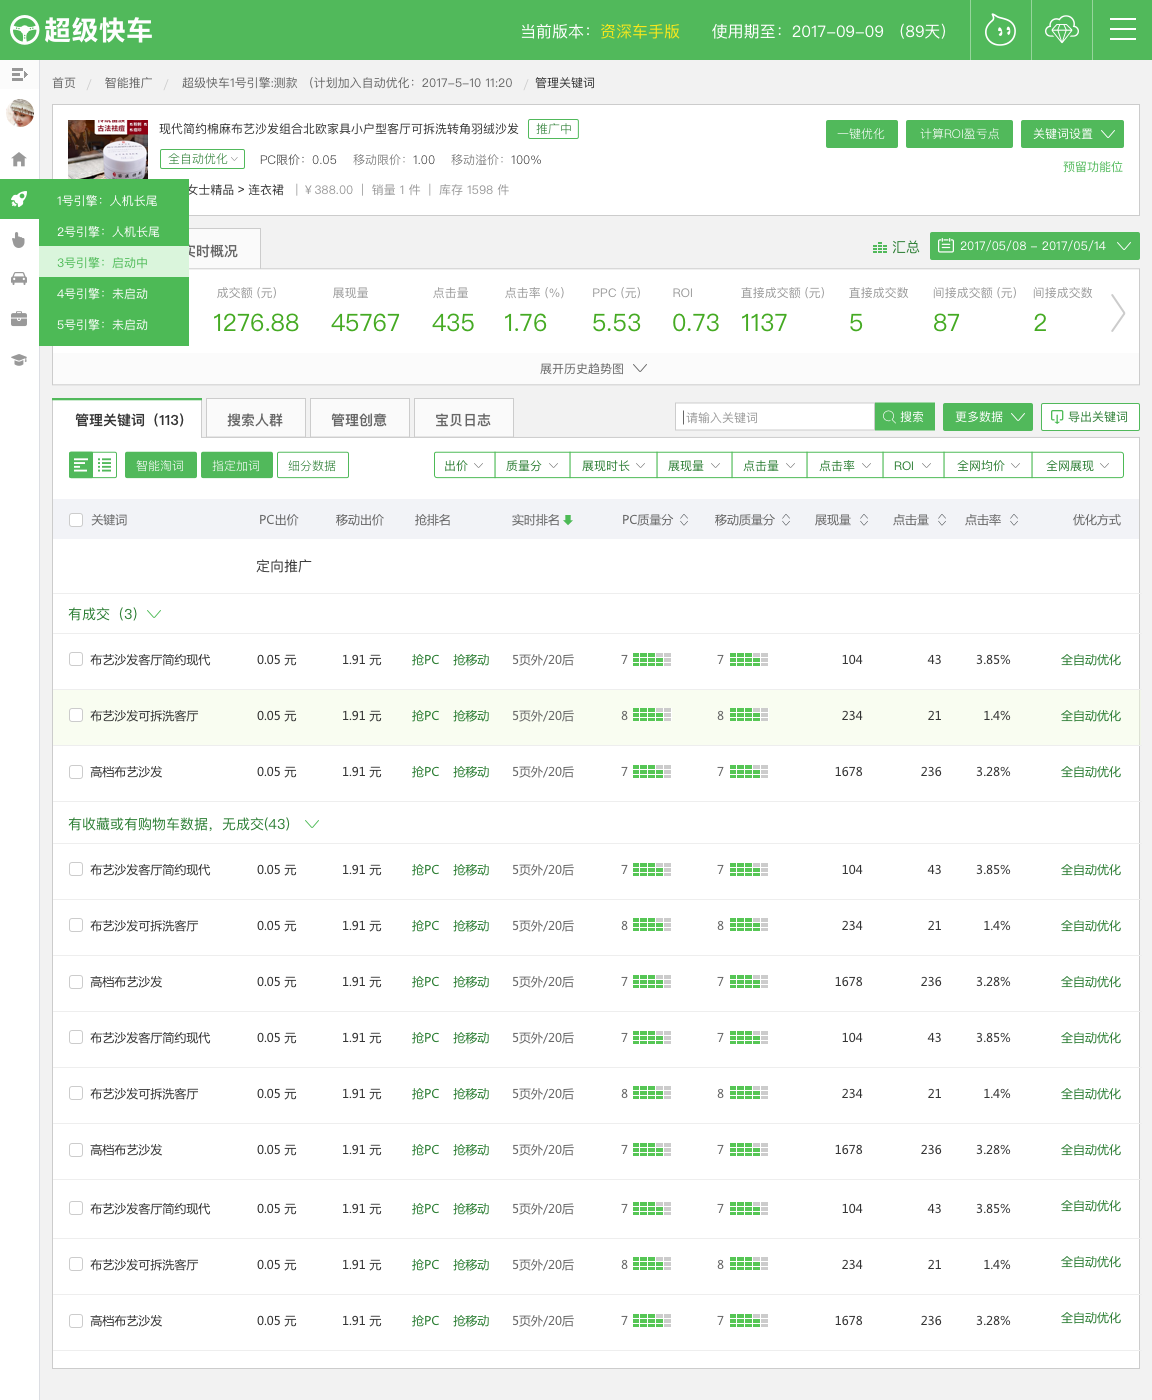 超级快车
当前版本：资深车手版 使用期至：2017-09-09 （89天）
首页 / 智能推广 / 超级快车1号引擎:测款 （计划加入自动优化：2017-5-10 11:20 / 管理关键词
现代简约棉麻布艺沙发组合北欧家具小户型客厅可拆洗转角羽绒沙发 推广中
一键优化 计算ROI盈亏点 关键词设置
古法祛痘
全自动优化 PC限价：0.05 移动限价：1.00 移动溢价：100%
预留功能位
女士精品 > 连衣裙 | ¥388.00 | 销量 1 件 | 库存 1598 件
1号引擎：人机长尾
2号引擎：人机长尾
3号引擎：启动中
4号引擎：未启动
5号引擎：未启动
实时概况
汇总 2017/05/08 - 2017/05/14
成交额 (元) 展现量 点击量 点击率 (%) PPC (元) ROI 直接成交额 (元) 直接成交数 间接成交额 (元) 间接成交数
1276.88 45767 435 1.76 5.53 0.73 1137 5 87 2
展开历史趋势图
管理关键词（113） 搜索人群 管理创意 宝贝日志
请输入关键词 搜索 更多数据 导出关键词
智能淘词 指定加词 细分数据
出价 质量分 展现时长 展现量 点击量 点击率 ROI 全网均价 全网展现
关键词 PC出价 移动出价 抢排名 实时排名 PC质量分 移动质量分 展现量 点击量 点击率 优化方式
定向推广
有成交（3）
布艺沙发客厅简约现代 0.05 元 1.91 元 抢PC 抢移动 5页外/20后 7 7 104 43 3.85% 全自动优化
布艺沙发可拆洗客厅 0.05 元 1.91 元 抢PC 抢移动 5页外/20后 8 8 234 21 1.4% 全自动优化
高档布艺沙发 0.05 元 1.91 元 抢PC 抢移动 5页外/20后 7 7 1678 236 3.28% 全自动优化
有收藏或有购物车数据，无成交(43)
布艺沙发客厅简约现代 0.05 元 1.91 元 抢PC 抢移动 5页外/20后 7 7 104 43 3.85% 全自动优化
布艺沙发可拆洗客厅 0.05 元 1.91 元 抢PC 抢移动 5页外/20后 8 8 234 21 1.4% 全自动优化
高档布艺沙发 0.05 元 1.91 元 抢PC 抢移动 5页外/20后 7 7 1678 236 3.28% 全自动优化
布艺沙发客厅简约现代 0.05 元 1.91 元 抢PC 抢移动 5页外/20后 7 7 104 43 3.85% 全自动优化
布艺沙发可拆洗客厅 0.05 元 1.91 元 抢PC 抢移动 5页外/20后 8 8 234 21 1.4% 全自动优化
高档布艺沙发 0.05 元 1.91 元 抢PC 抢移动 5页外/20后 7 7 1678 236 3.28% 全自动优化
布艺沙发客厅简约现代 0.05 元 1.91 元 抢PC 抢移动 5页外/20后 7 7 104 43 3.85% 全自动优化
布艺沙发可拆洗客厅 0.05 元 1.91 元 抢PC 抢移动 5页外/20后 8 8 234 21 1.4% 全自动优化
高档布艺沙发 0.05 元 1.91 元 抢PC 抢移动 5页外/20后 7 7 1678 236 3.28% 全自动优化